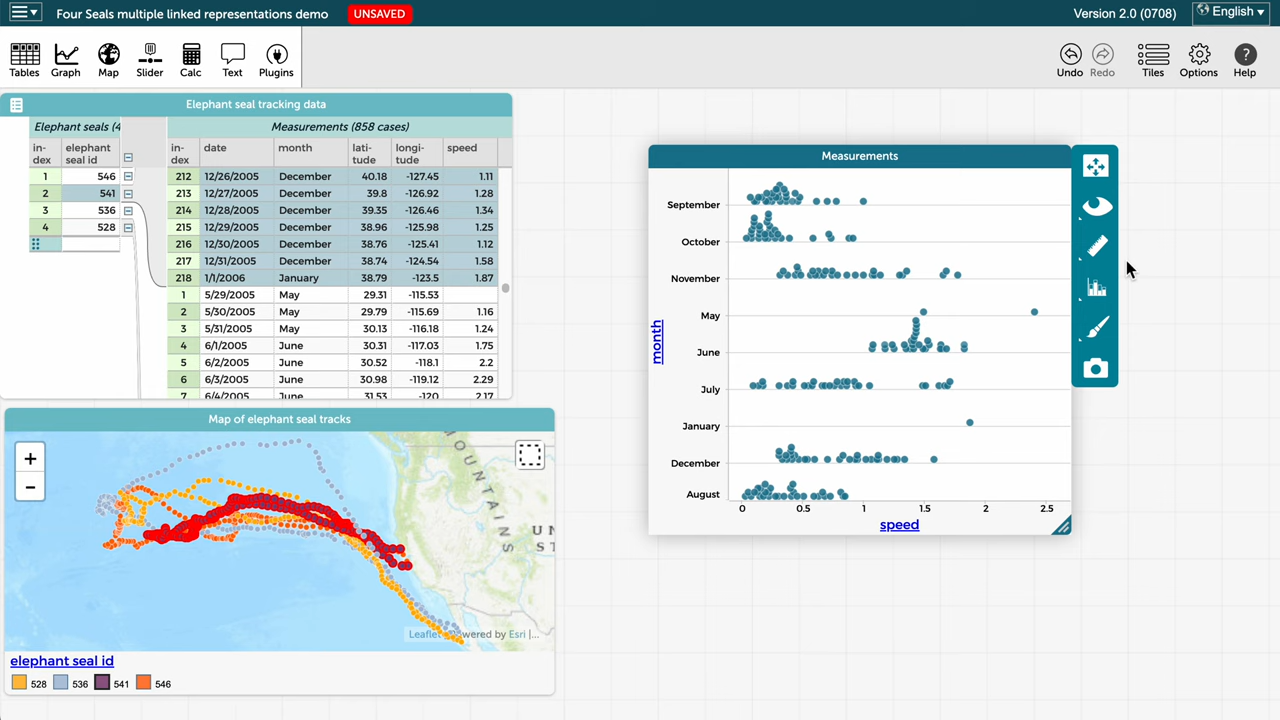 Four Seals multiple linked representations demo UNSAVED Version 2.0 (0708) English
Tables Graph Map Slider Calc Text Plugins Undo Redo Tiles Options Help
Elephant seal tracking data
Elephant seals (4 Measurements (858 cases)
in-dex elephant seal id in-dex date month lati-tude longi-tude speed
1 546 212 12/26/2005 December 40.18 -127.45 1.11
2 541 213 12/27/2005 December 39.8 -126.92 1.28
3 536 214 12/28/2005 December 39.35 -126.46 1.34
4 528 215 12/29/2005 December 38.96 -125.98 1.25
216 12/30/2005 December 38.76 -125.41 1.12
217 12/31/2005 December 38.74 -124.54 1.58
218 1/1/2006 January 38.79 -123.5 1.87
1 5/29/2005 May 29.31 -115.53
2 5/30/2005 May 29.79 -115.69 1.16
3 5/31/2005 May 30.13 -116.18 1.24
4 6/1/2005 June 30.31 -117.03 1.75
5 6/2/2005 June 30.52 -118.1 2.2
6 6/3/2005 June 30.98 -119.12 2.29
7 6/4/2005 June 31.53 -120 2.17
Map of elephant seal tracks
+
−
MOUNTAINS
UN
ST
Leaflet | Powered by Esri |...
elephant seal id
528 536 541 546
Measurements
month
September
October
November
May
June
July
January
December
August
0 0.5 1 1.5 2 2.5
speed